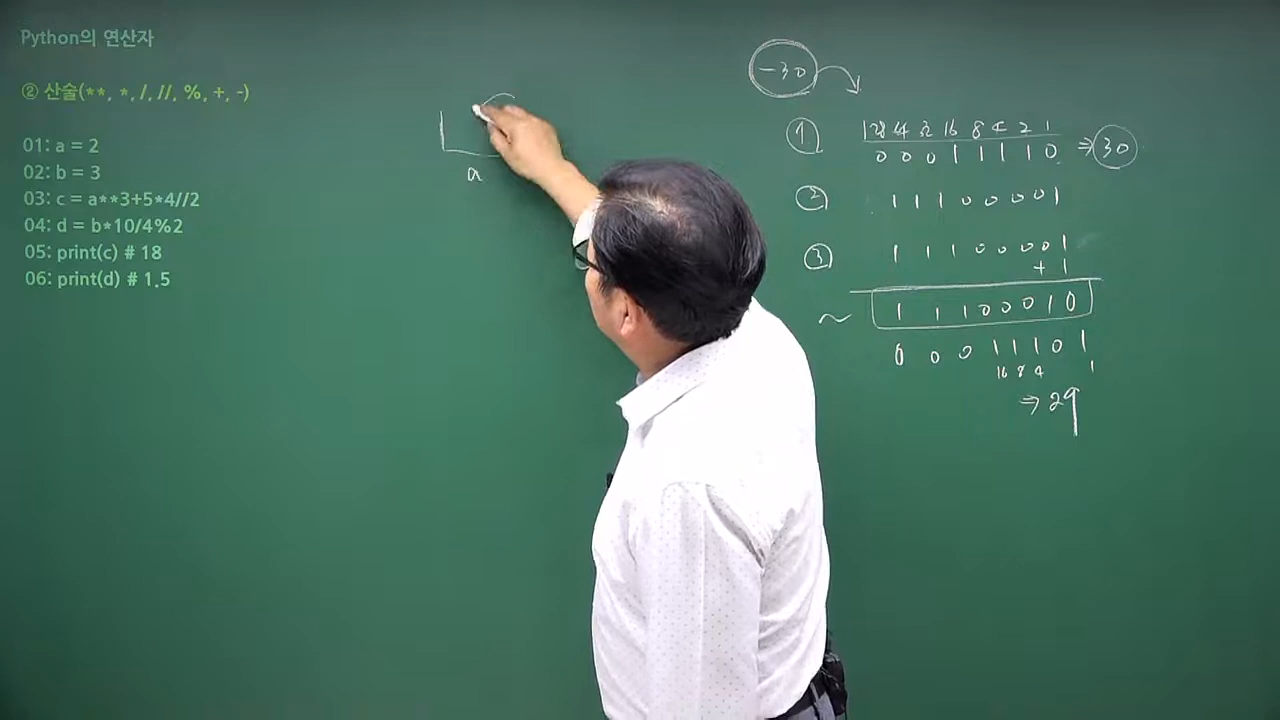 Python의 연산자
② 산술(**, *, /, //, %, +, -)
01: a = 2
02: b = 3
03: c = a**3+5*4//2
04: d = b*10/4%2
05: print(c) # 18
06: print(d) # 1.5
a
-30
① 128 64 32 16 8 4 2 1
0 0 0 1 1 1 1 0 ⇒ 30
② 1 1 1 0 0 0 0 1
③ 1 1 1 0 0 0 0 1
+ 1
~ 1 1 1 0 0 0 1 0
0 0 0 1 1 1 0 1
16 8 4 1
⇒ 29